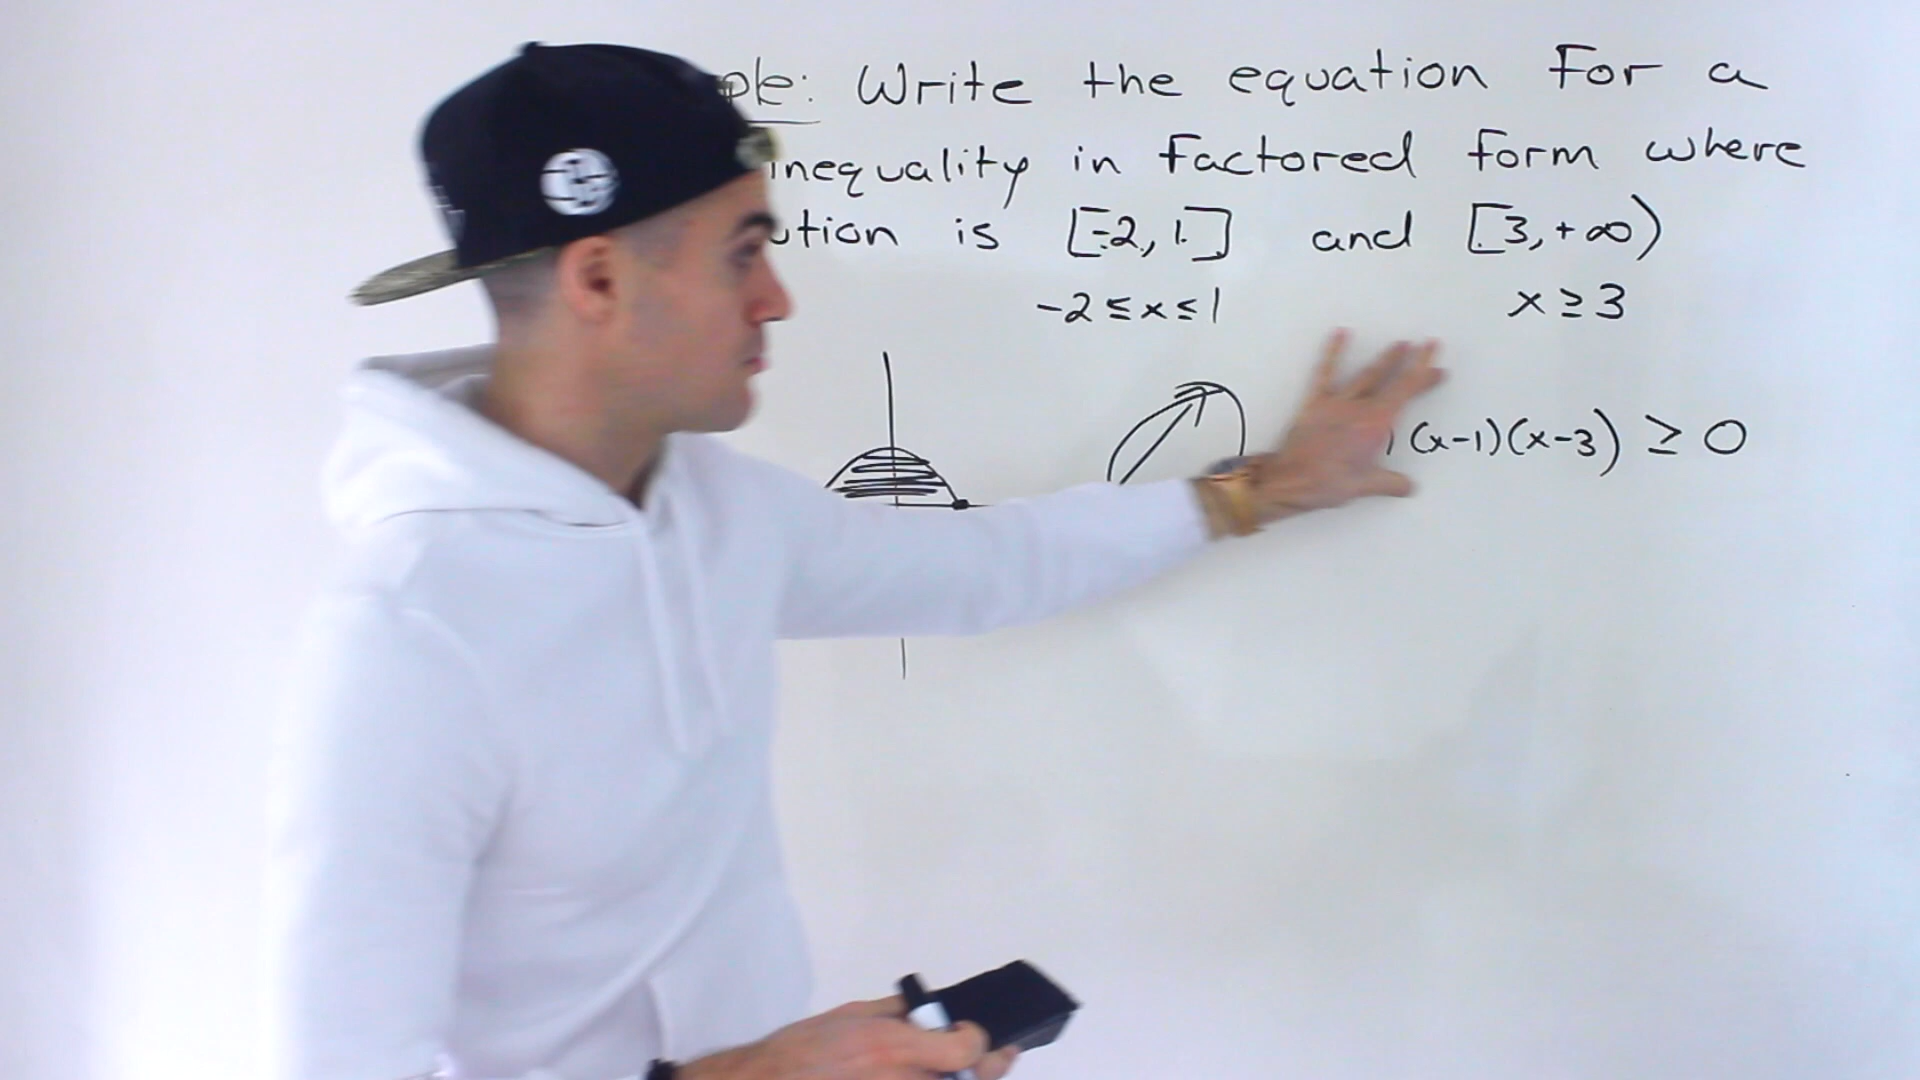 ple: Write the equation for a
inequality in factored form where
ution is [-2, 1] and [3, +∞)
-2 ≤ x ≤ 1 x ≥ 3
(x-1)(x-3) ≥ 0